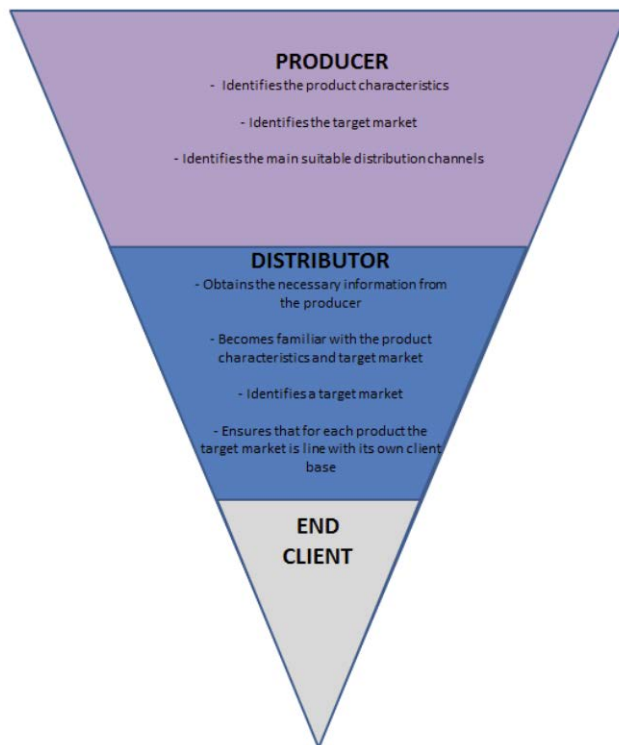 PRODUCER
- Identifies the product characteristics
- Identifies the target market
- Identifies the main suitable distribution channels
DISTRIBUTOR
- Obtains the necessary information from
the producer
- Becomes familiar with the product
characteristics and target market
- Identifies a target market
- Ensures that for each product the
target market is line with its own client
base
END
CLIENT